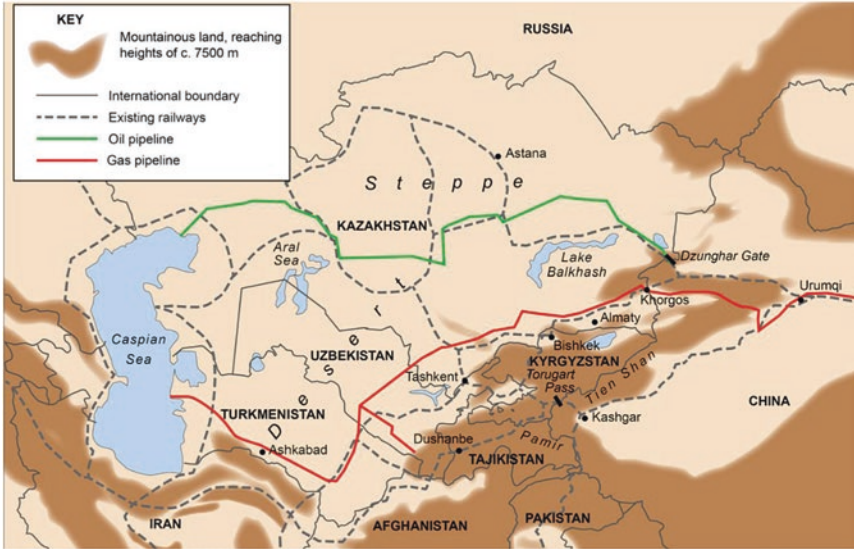 KEY
Mountainous land, reaching
heights of c. 7500 m
International boundary
Existing railways
Oil pipeline
Gas pipeline
RUSSIA
Astana
Steppe
KAZAKHSTAN
Aral
Sea
Lake
Balkhash
Dzunghar Gate
Urumqi
Khorgos
Almaty
Caspian
Sea
UZBEKISTAN
Bishkek
KYRGYZSTAN
Tashkent
Torugart
Pass
Tien Shan
CHINA
TURKMENISTAN
Desert
Kashgar
Ashkabad
Dushanbe
Pamir
TAJIKISTAN
IRAN
AFGHANISTAN
PAKISTAN